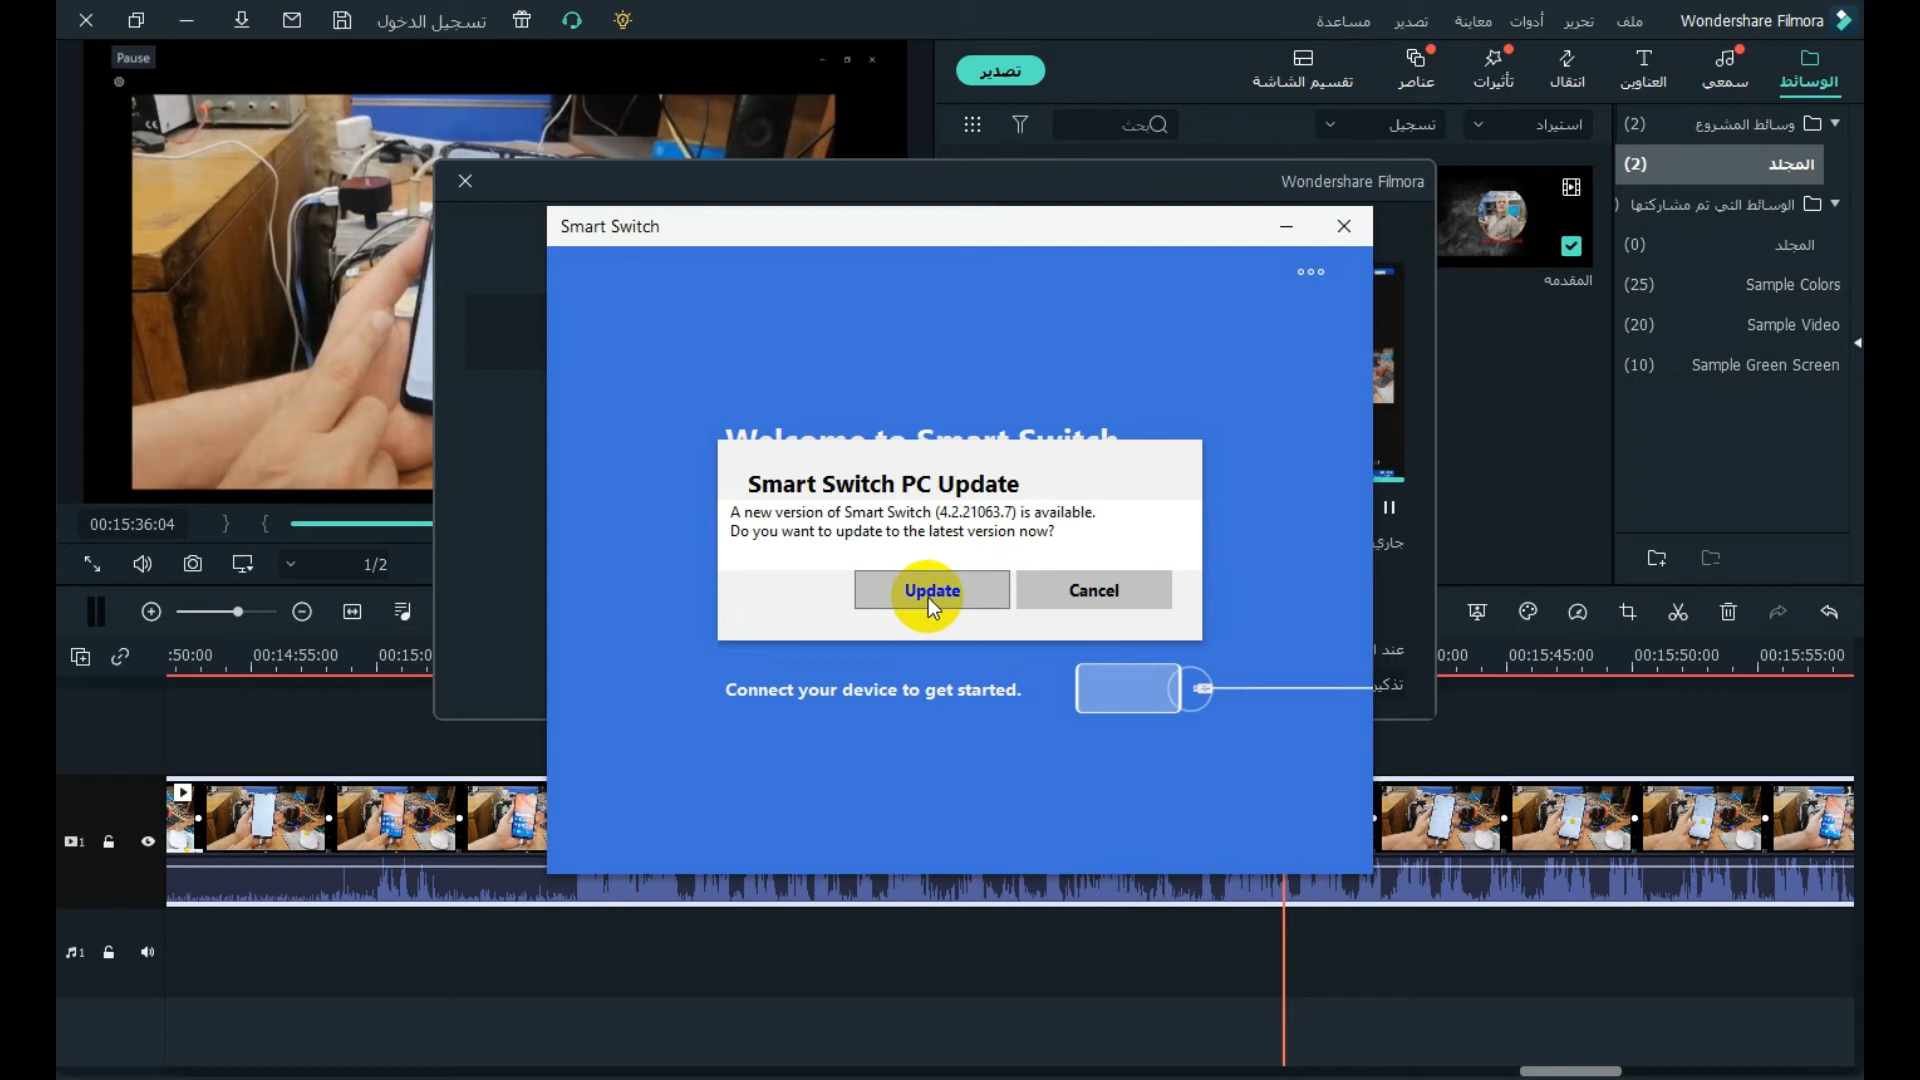 تسجيل الدخول
ملف
تحرير
أدوات
معاينة
تصدير
مساعدة
Wondershare Filmora
Pause
تصدير
الوسائط
سمعي
العناوين
انتقال
تأثيرات
عناصر
تقسيم الشاشة
استيراد
تسجيل
بحث
وسائط المشروع (2)
المجلد (2)
الوسائط التي تم مشاركتها
المجلد (0)
Sample Colors (25)
Sample Video (20)
Sample Green Screen (10)
المقدمه
Wondershare Filmora
Smart Switch
Welcome to Smart Switch
Smart Switch PC Update
A new version of Smart Switch (4.2.21063.7) is available.
Do you want to update to the latest version now?
Update
Cancel
Connect your device to get started.
جاري
عند ا
تذكير
00:15:36:04
1/2
:50:00
00:14:55:00
00:15:0
0:00
00:15:45:00
00:15:50:00
00:15:55:00
1
1